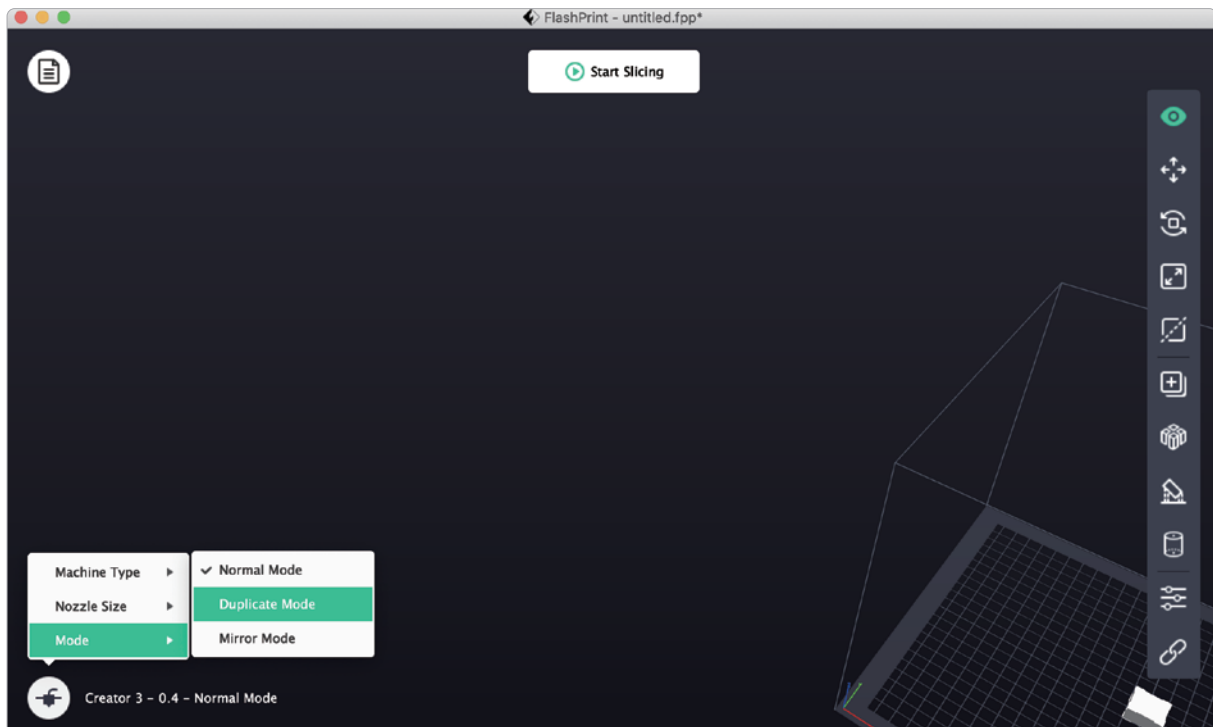 FlashPrint - untitled.fpp*
Start Slicing
Machine Type
Nozzle Size
Mode
Normal Mode
Duplicate Mode
Mirror Mode
Creator 3 - 0.4 - Normal Mode